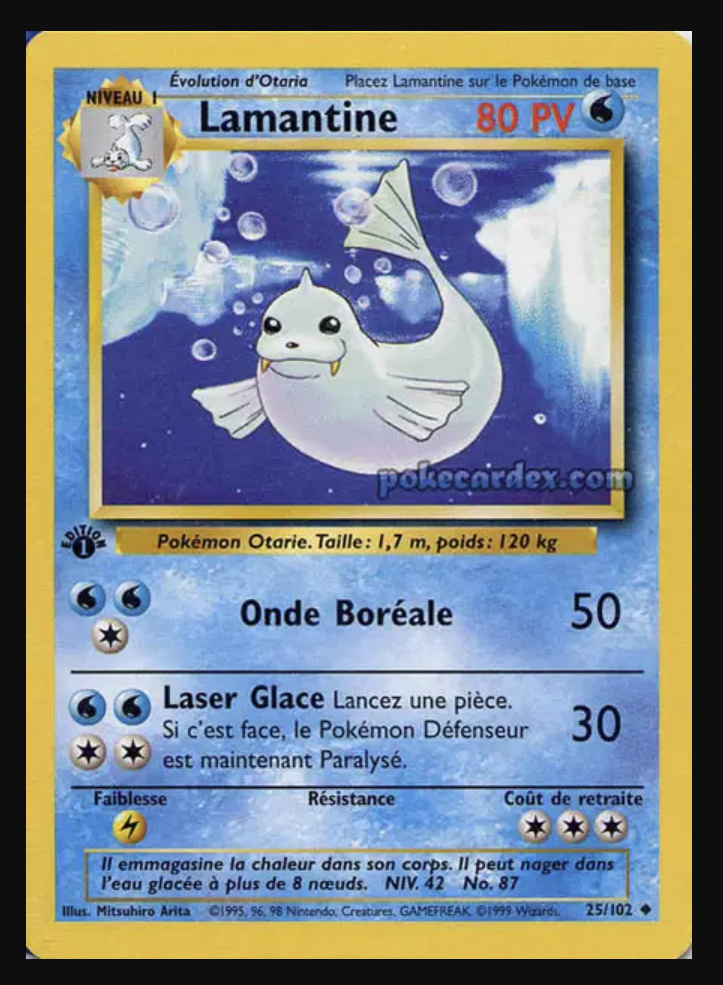 Évolution d'Otaria
Placez Lamantine sur le Pokémon de base
NIVEAU 1
Lamantine
80 PV
pokecardex.com
EDITION
1
Pokémon Otarie. Taille : 1,7 m, poids : 120 kg
Onde Boréale
50
Laser Glace Lancez une pièce.
Si c'est face, le Pokémon Défenseur
est maintenant Paralysé.
30
Faiblesse
Résistance
Coût de retraite
Il emmagasine la chaleur dans son corps. Il peut nager dans
l'eau glacée à plus de 8 nœuds. NIV. 42 No. 87
Illus. Mitsuhiro Arita ©1995, 96, 98 Nintendo, Creatures, GAMEFREAK. ©1999 Wizards. 25/102